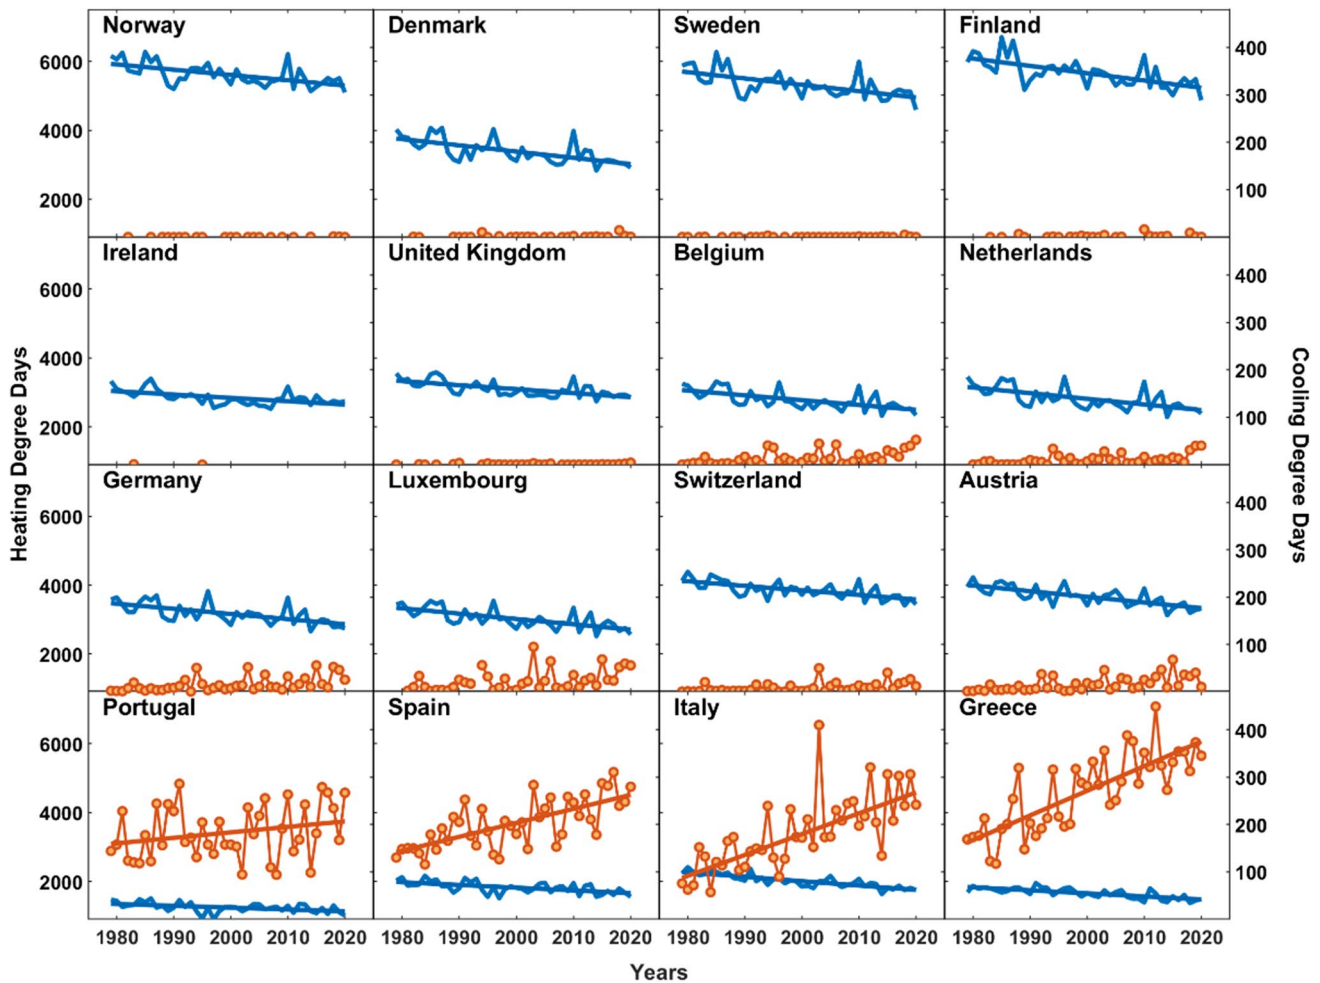 Norway Denmark Sweden Finland
6000 400
300
4000 200
2000 100
Ireland United Kingdom Belgium Netherlands
6000 400
300
4000 200
2000 100
Heating Degree Days
Cooling Degree Days
Germany Luxembourg Switzerland Austria
6000 400
300
4000 200
2000 100
Portugal Spain Italy Greece
6000 400
300
4000 200
2000 100
1980 1990 2000 2010 2020 1980 1990 2000 2010 2020 1980 1990 2000 2010 2020 1980 1990 2000 2010 2020
Years